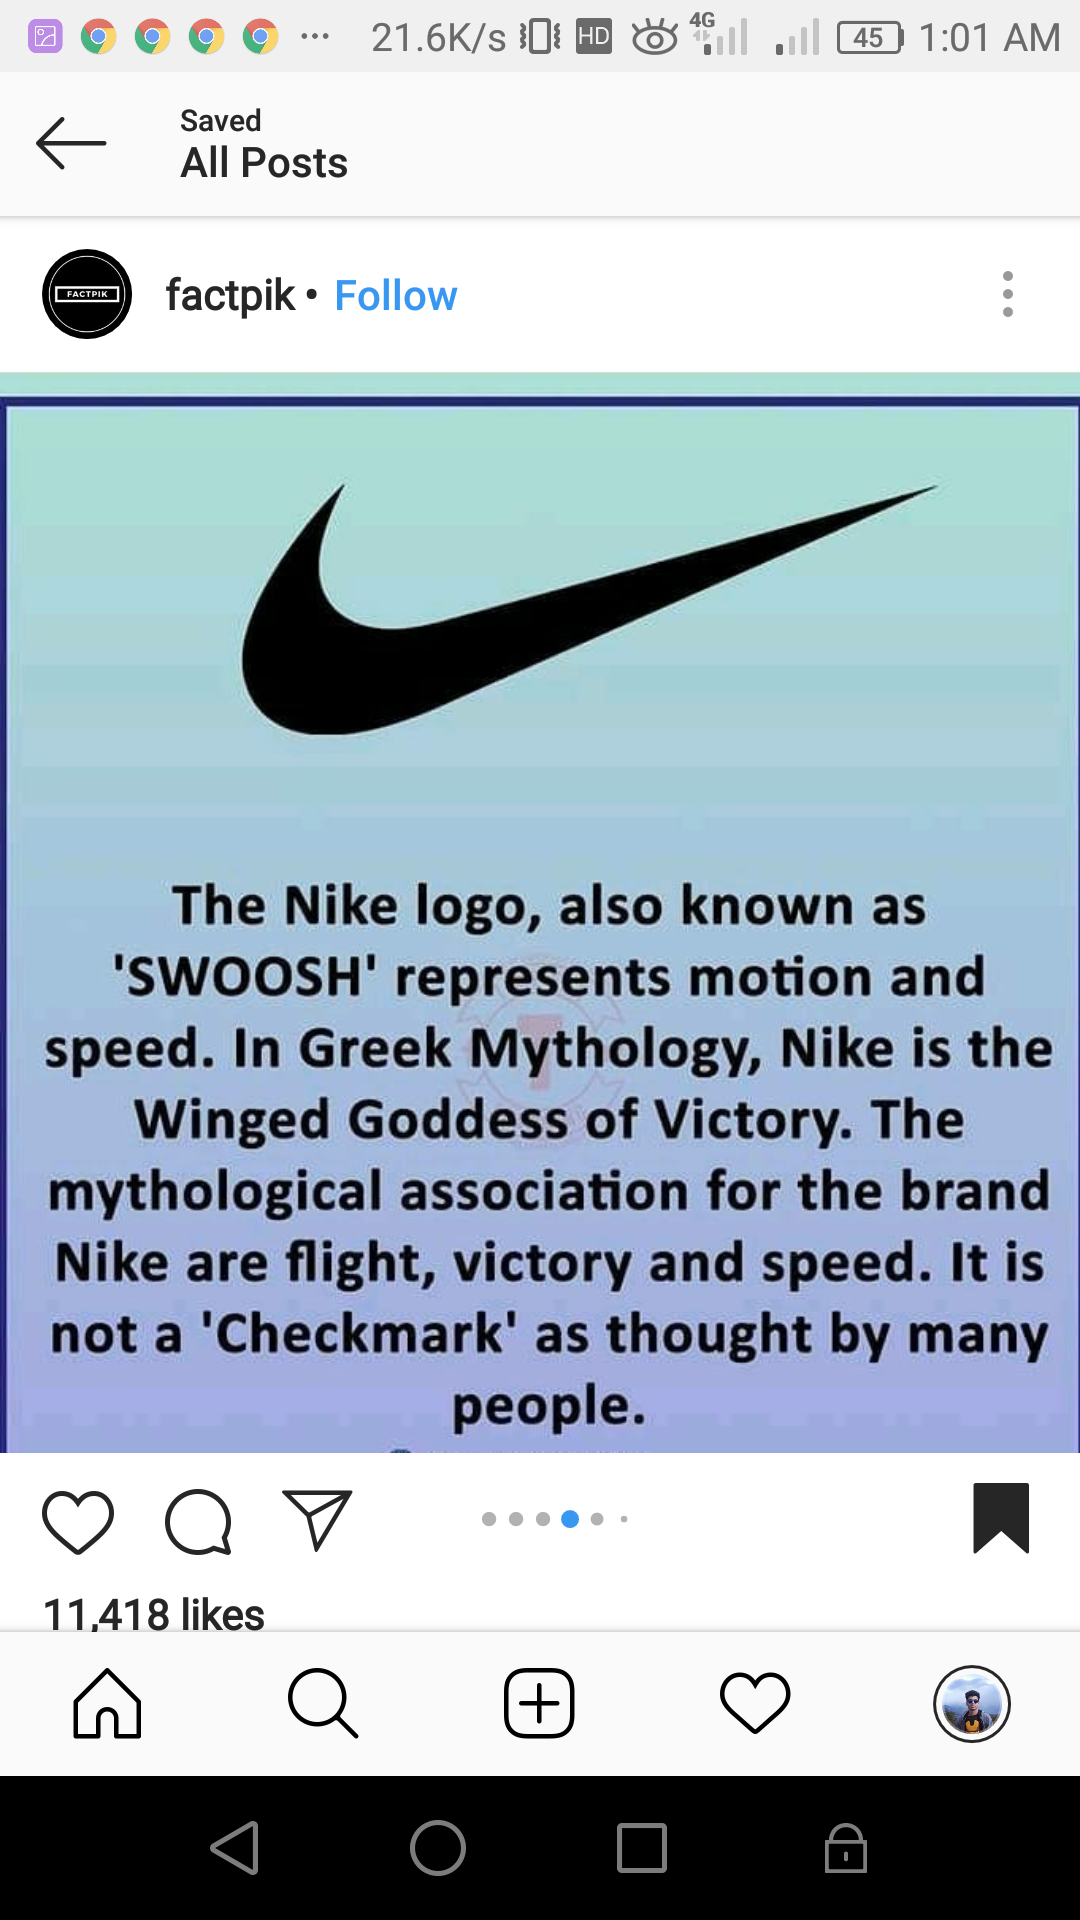 21.6K/s HD 4G 45 1:01 AM
Saved
All Posts
FACTPIK
factpik • Follow
The Nike logo, also known as
'SWOOSH' represents motion and
speed. In Greek Mythology, Nike is the
Winged Goddess of Victory. The
mythological association for the brand
Nike are flight, victory and speed. It is
not a 'Checkmark' as thought by many
people.
11,418 likes